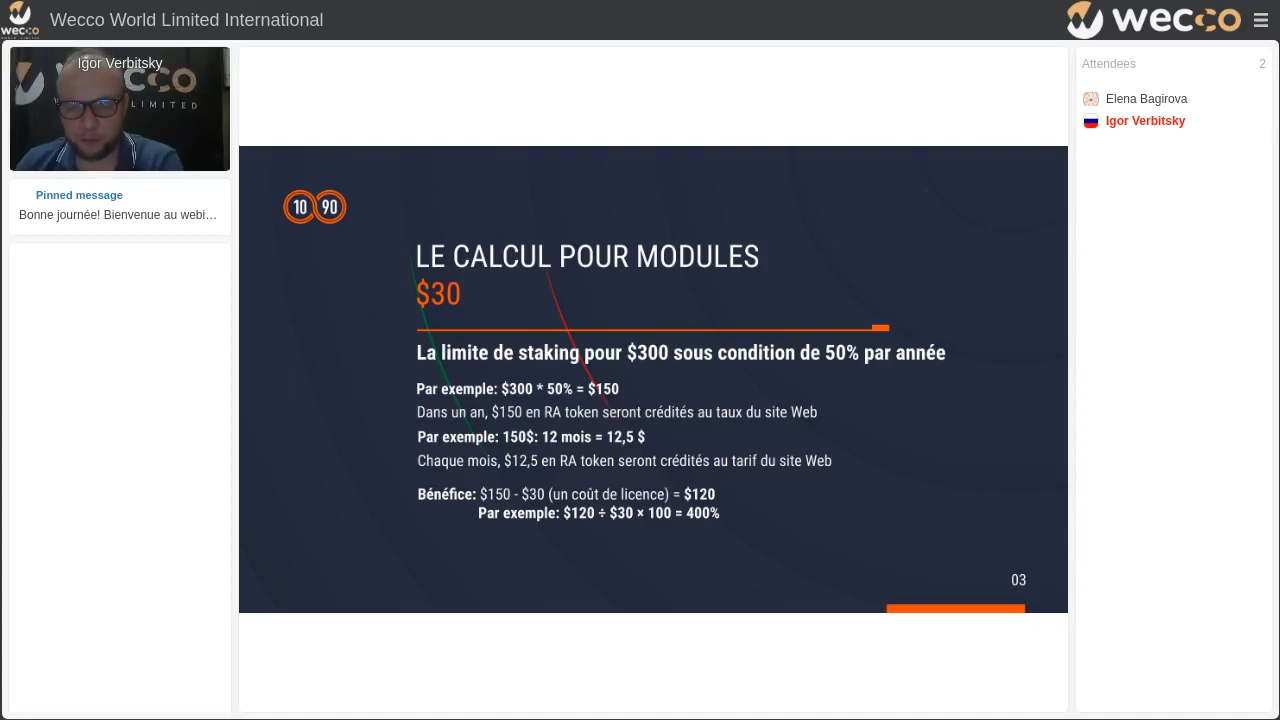 wecco
Wecco World Limited International
wecco
Igor Verbitsky
LIMITED
Pinned message
Bonne journée! Bienvenue au webi…
10 90
LE CALCUL POUR MODULES
$30
La limite de staking pour $300 sous condition de 50% par année
Par exemple: $300 * 50% = $150
Dans un an, $150 en RA token seront crédités au taux du site Web
Par exemple: 150$: 12 mois = 12,5 $
Chaque mois, $12,5 en RA token seront crédités au tarif du site Web
Bénéfice: $150 - $30 (un coût de licence) = $120
Par exemple: $120 ÷ $30 × 100 = 400%
03
Attendees 2
Elena Bagirova
Igor Verbitsky